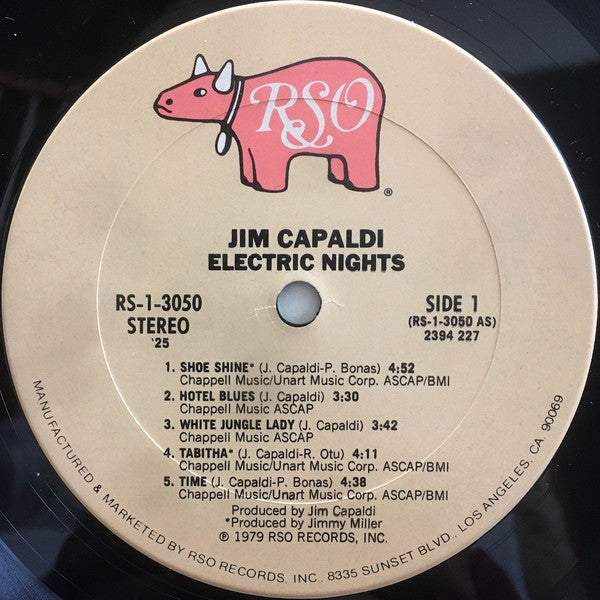 RSO
®
JIM CAPALDI
ELECTRIC NIGHTS
RS-1-3050
STEREO
'25
SIDE 1
(RS-1-3050 AS)
2394 227
1. SHOE SHINE* (J. Capaldi-P. Bonas) 4:52
Chappell Music/Unart Music Corp. ASCAP/BMI
2. HOTEL BLUES (J. Capaldi) 3:30
Chappell Music ASCAP
3. WHITE JUNGLE LADY (J. Capaldi) 3:42
Chappell Music ASCAP
4. TABITHA* (J. Capaldi-R. Otu) 4:11
Chappell Music/Unart Music Corp. ASCAP/BMI
5. TIME (J. Capaldi-P. Bonas) 4:38
Chappell Music/Unart Music Corp. ASCAP/BMI
Produced by Jim Capaldi
*Produced by Jimmy Miller
℗ 1979 RSO RECORDS, INC.
MANUFACTURED & MARKETED BY RSO RECORDS, INC., 8335 SUNSET BLVD., LOS ANGELES, CA. 90069